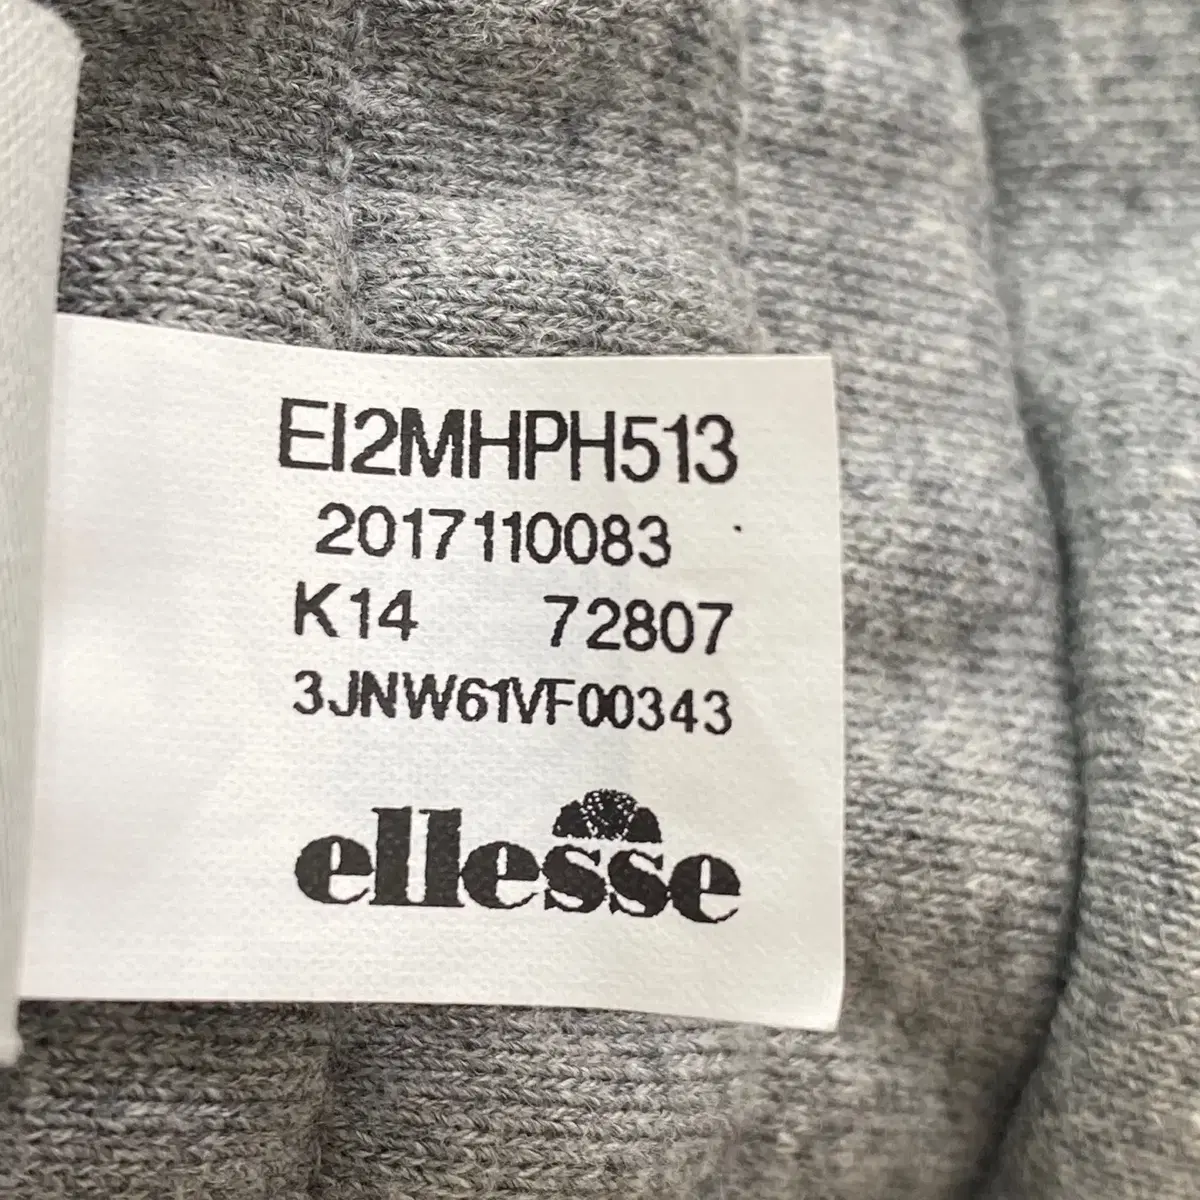 EI2MHPH513
2017110083
K14 72807
3JNW61VF00343
ellesse